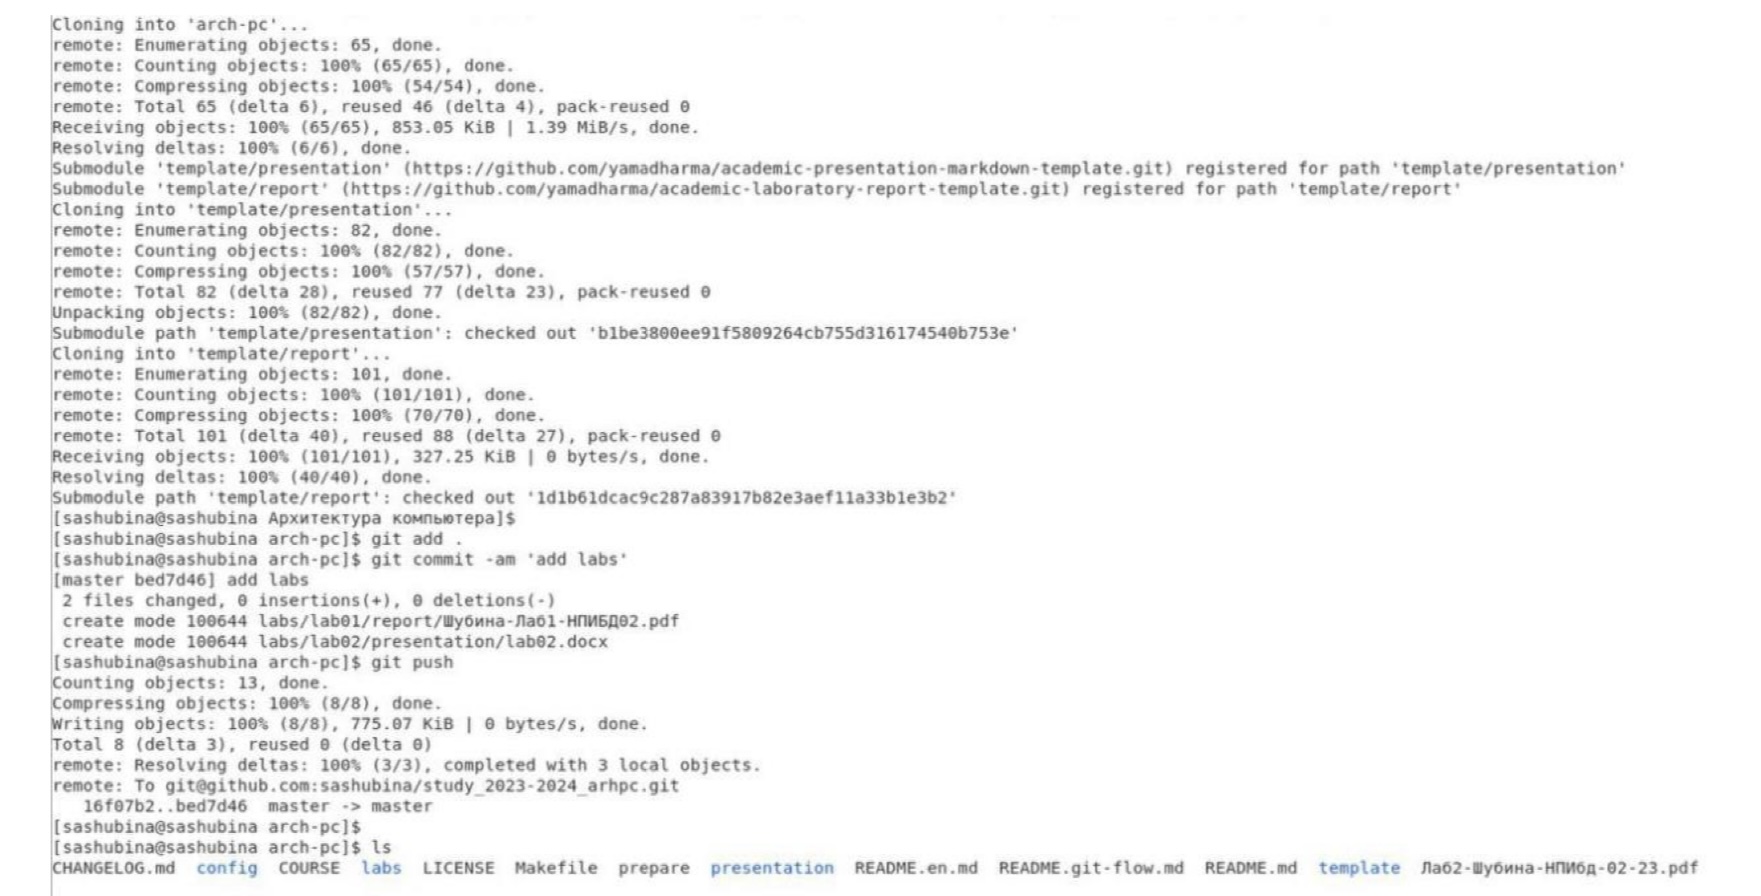 Cloning into 'arch-pc'...
remote: Enumerating objects: 65, done.
remote: Counting objects: 100% (65/65), done.
remote: Compressing objects: 100% (54/54), done.
remote: Total 65 (delta 6), reused 46 (delta 4), pack-reused 0
Receiving objects: 100% (65/65), 853.05 KiB | 1.39 MiB/s, done.
Resolving deltas: 100% (6/6), done.
Submodule 'template/presentation' (https://github.com/yamadharma/academic-presentation-markdown-template.git) registered for path 'template/presentation'
Submodule 'template/report' (https://github.com/yamadharma/academic-laboratory-report-template.git) registered for path 'template/report'
Cloning into 'template/presentation'...
remote: Enumerating objects: 82, done.
remote: Counting objects: 100% (82/82), done.
remote: Compressing objects: 100% (57/57), done.
remote: Total 82 (delta 28), reused 77 (delta 23), pack-reused 0
Unpacking objects: 100% (82/82), done.
Submodule path 'template/presentation': checked out 'b1be3800ee91f5809264cb755d316174540b753e'
Cloning into 'template/report'...
remote: Enumerating objects: 101, done.
remote: Counting objects: 100% (101/101), done.
remote: Compressing objects: 100% (70/70), done.
remote: Total 101 (delta 40), reused 88 (delta 27), pack-reused 0
Receiving objects: 100% (101/101), 327.25 KiB | 0 bytes/s, done.
Resolving deltas: 100% (40/40), done.
Submodule path 'template/report': checked out '1d1b61dcac9c287a83917b82e3aef11a33b1e3b2'
[sashubina@sashubina Архитектура компьютера]$
[sashubina@sashubina arch-pc]$ git add .
[sashubina@sashubina arch-pc]$ git commit -am 'add labs'
[master bed7d46] add labs
 2 files changed, 0 insertions(+), 0 deletions(-)
 create mode 100644 labs/lab01/report/Шубина-Лаб1-НПИБД02.pdf
 create mode 100644 labs/lab02/presentation/lab02.docx
[sashubina@sashubina arch-pc]$ git push
Counting objects: 13, done.
Compressing objects: 100% (8/8), done.
Writing objects: 100% (8/8), 775.07 KiB | 0 bytes/s, done.
Total 8 (delta 3), reused 0 (delta 0)
remote: Resolving deltas: 100% (3/3), completed with 3 local objects.
remote: To git@github.com:sashubina/study_2023-2024_arhpc.git
   16f07b2..bed7d46  master -> master
[sashubina@sashubina arch-pc]$
[sashubina@sashubina arch-pc]$ ls
CHANGELOG.md  config  COURSE  labs  LICENSE  Makefile  prepare  presentation  README.en.md  README.git-flow.md  README.md  template  Лаб2-Шубина-НПИбд-02-23.pdf